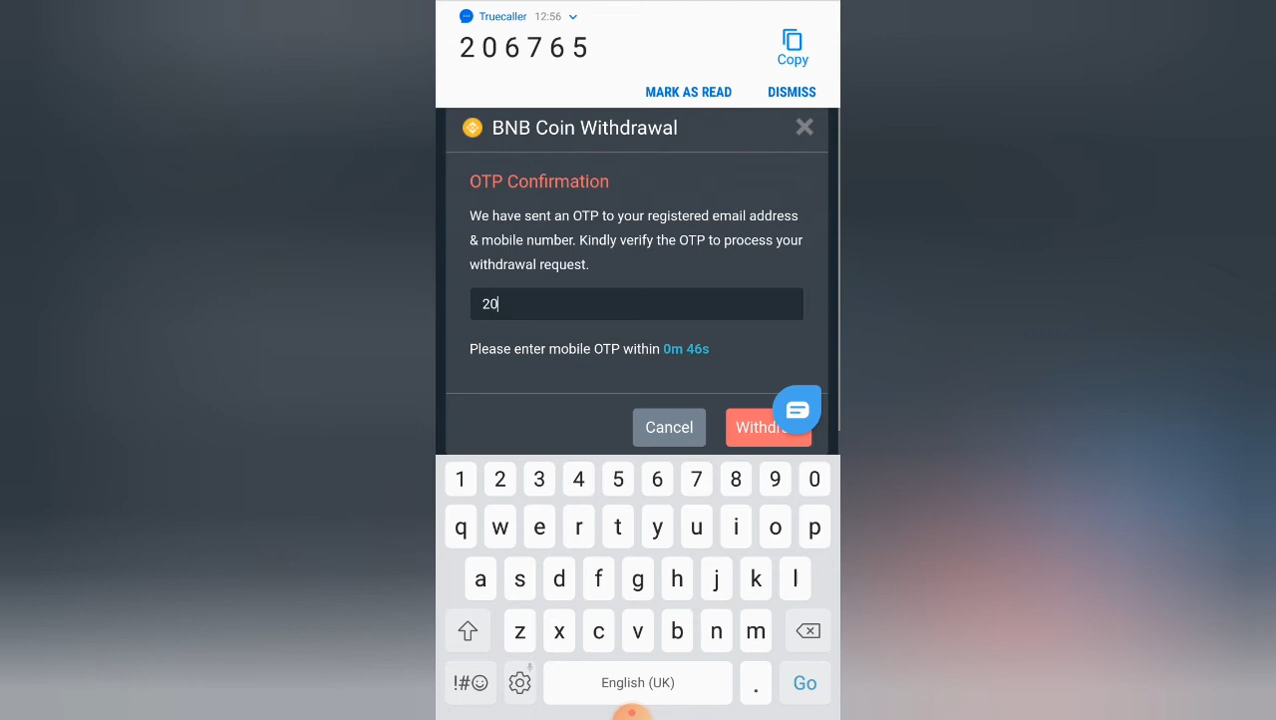 Truecaller 12:56
206765
Copy
MARK AS READ DISMISS
BNB Coin Withdrawal
OTP Confirmation
We have sent an OTP to your registered email address
& mobile number. Kindly verify the OTP to process your
withdrawal request.
20
Please enter mobile OTP within 0m 46s
Cancel Withdr
1 2 3 4 5 6 7 8 9 0
q w e r t y u i o p
a s d f g h j k l
z x c v b n m
!#☺ English (UK) . Go